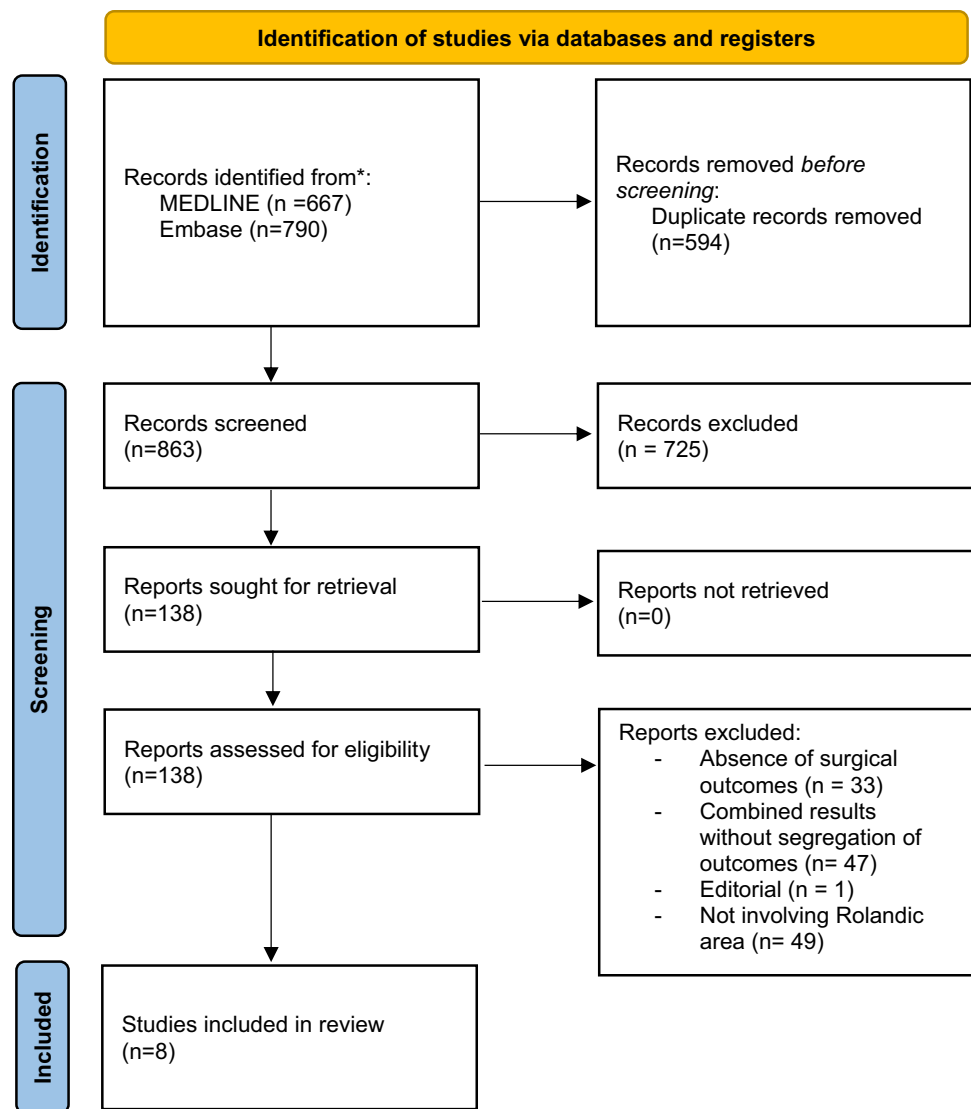 Identification of studies via databases and registers
Identification
Records identified from*:
MEDLINE (n =667)
Embase (n=790)
Records removed before
screening:
Duplicate records removed
(n=594)
Screening
Records screened
(n=863)
Records excluded
(n = 725)
Reports sought for retrieval
(n=138)
Reports not retrieved
(n=0)
Reports assessed for eligibility
(n=138)
Reports excluded:
- Absence of surgical
outcomes (n = 33)
- Combined results
without segregation of
outcomes (n= 47)
- Editorial (n = 1)
- Not involving Rolandic
area (n= 49)
Included
Studies included in review
(n=8)